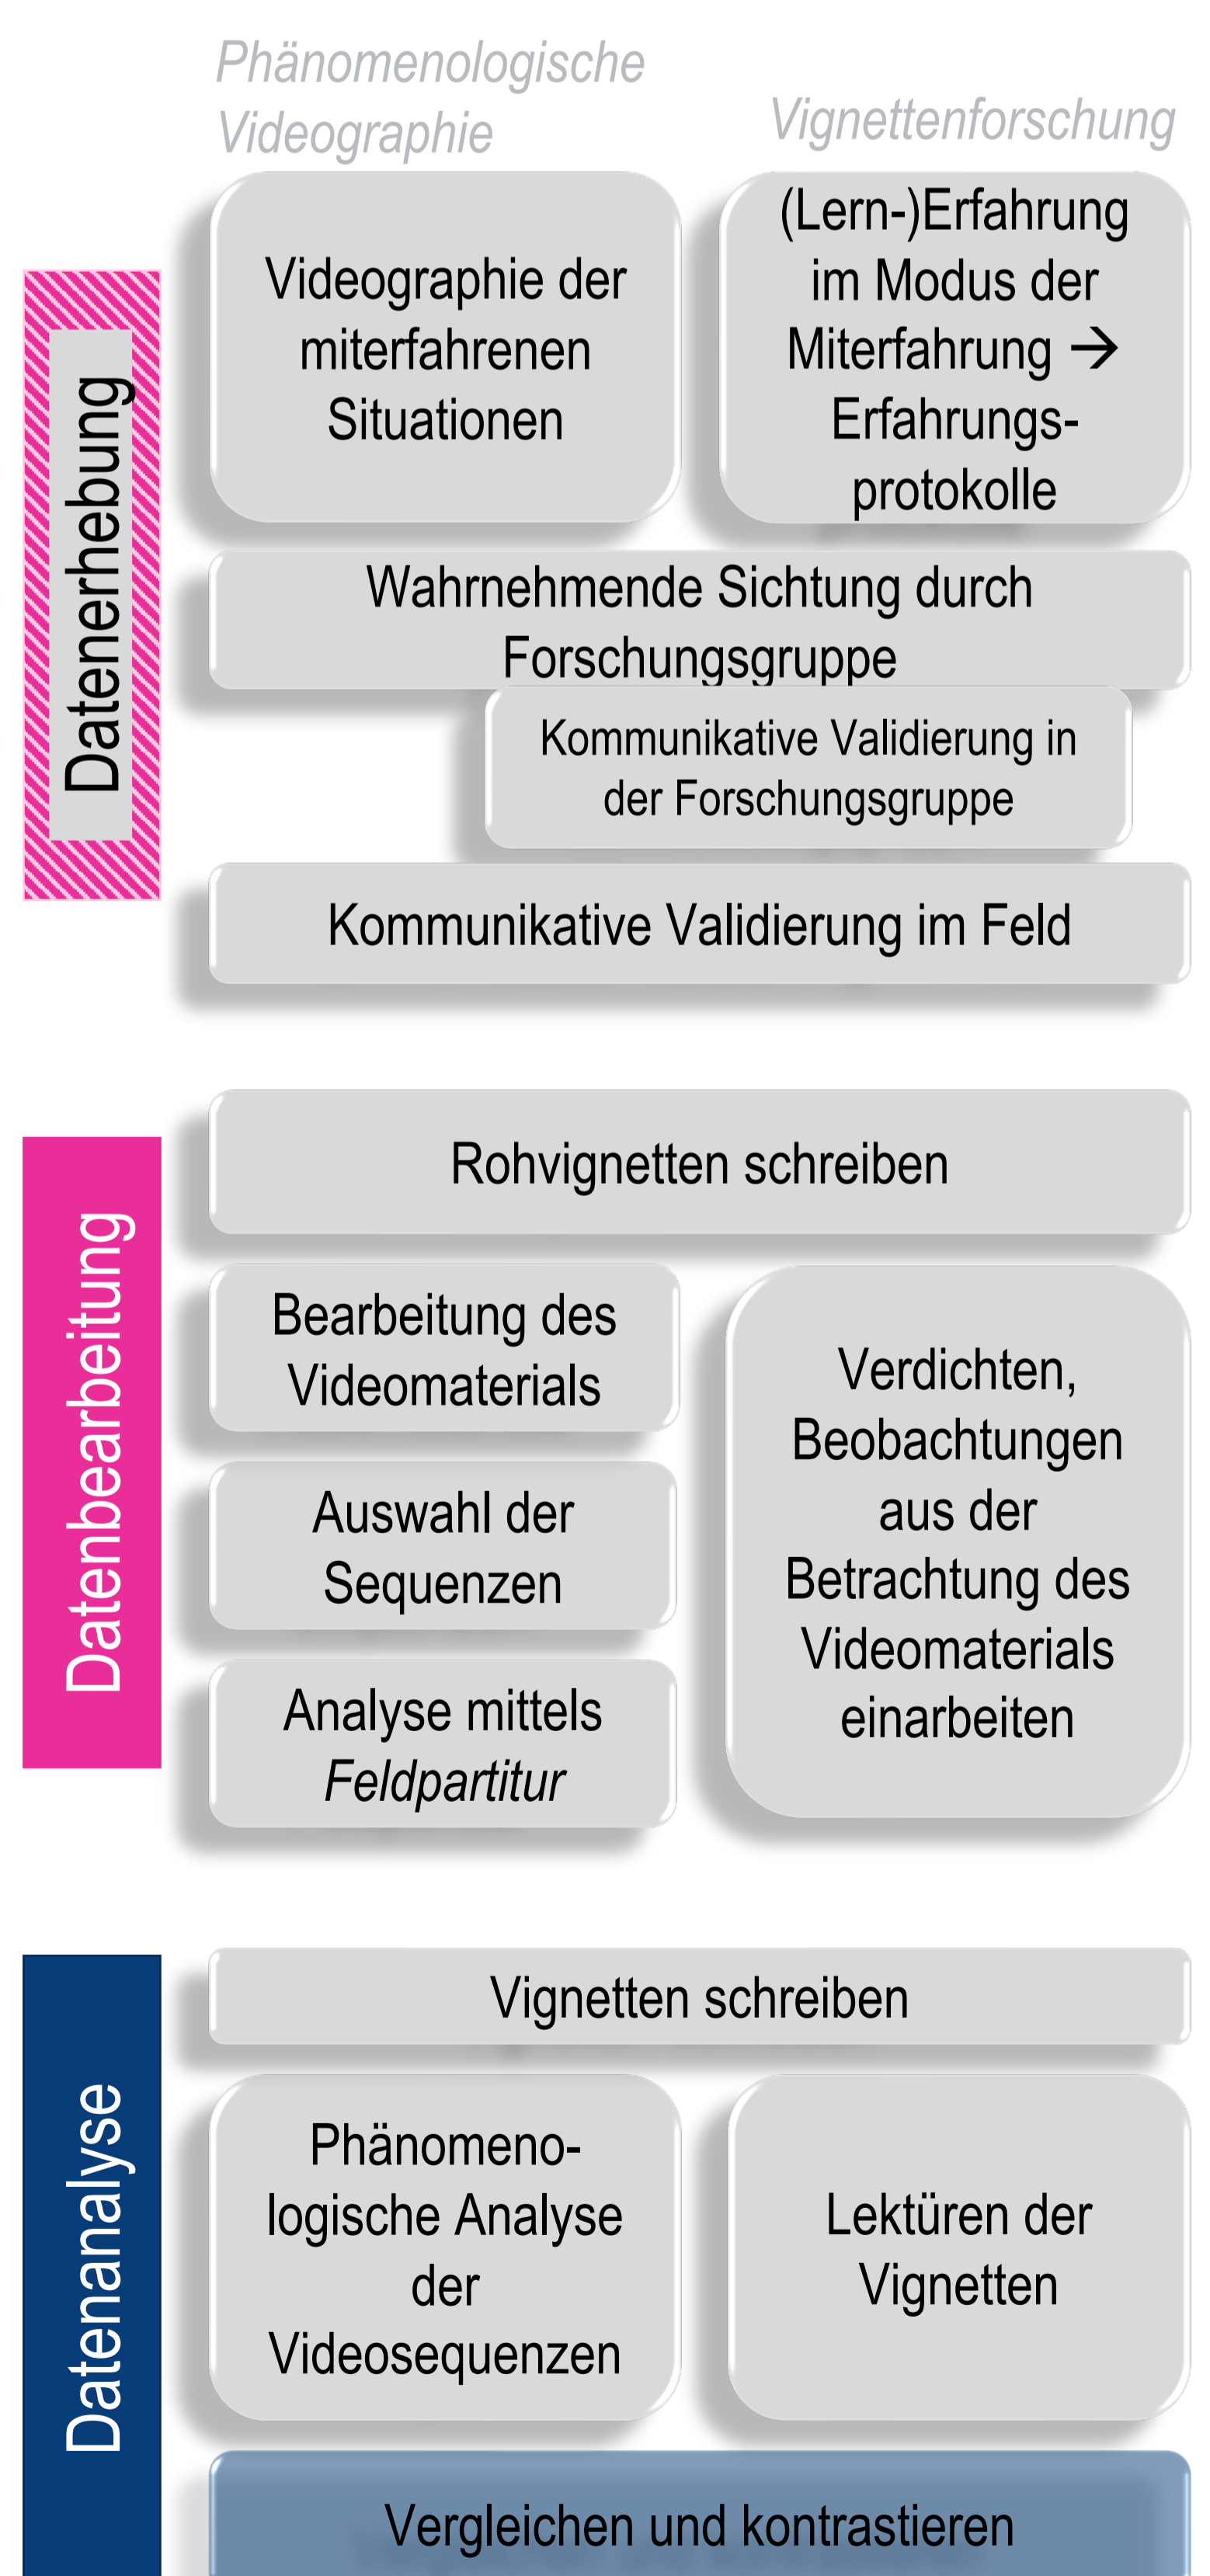 Phänomenologische
Videographie
Vignettenforschung
Datenerhebung
Videographie der
miterfahrenen
Situationen
(Lern-)Erfahrung
im Modus der
Miterfahrung →
Erfahrungs-
protokolle
Wahrnehmende Sichtung durch
Forschungsgruppe
Kommunikative Validierung in
der Forschungsgruppe
Kommunikative Validierung im Feld
Datenbearbeitung
Rohvignetten schreiben
Bearbeitung des
Videomaterials
Auswahl der
Sequenzen
Analyse mittels
Feldpartitur
Verdichten,
Beobachtungen
aus der
Betrachtung des
Videomaterials
einarbeiten
Datenanalyse
Vignetten schreiben
Phänomeno-
logische Analyse
der
Videosequenzen
Lektüren der
Vignetten
Vergleichen und kontrastieren